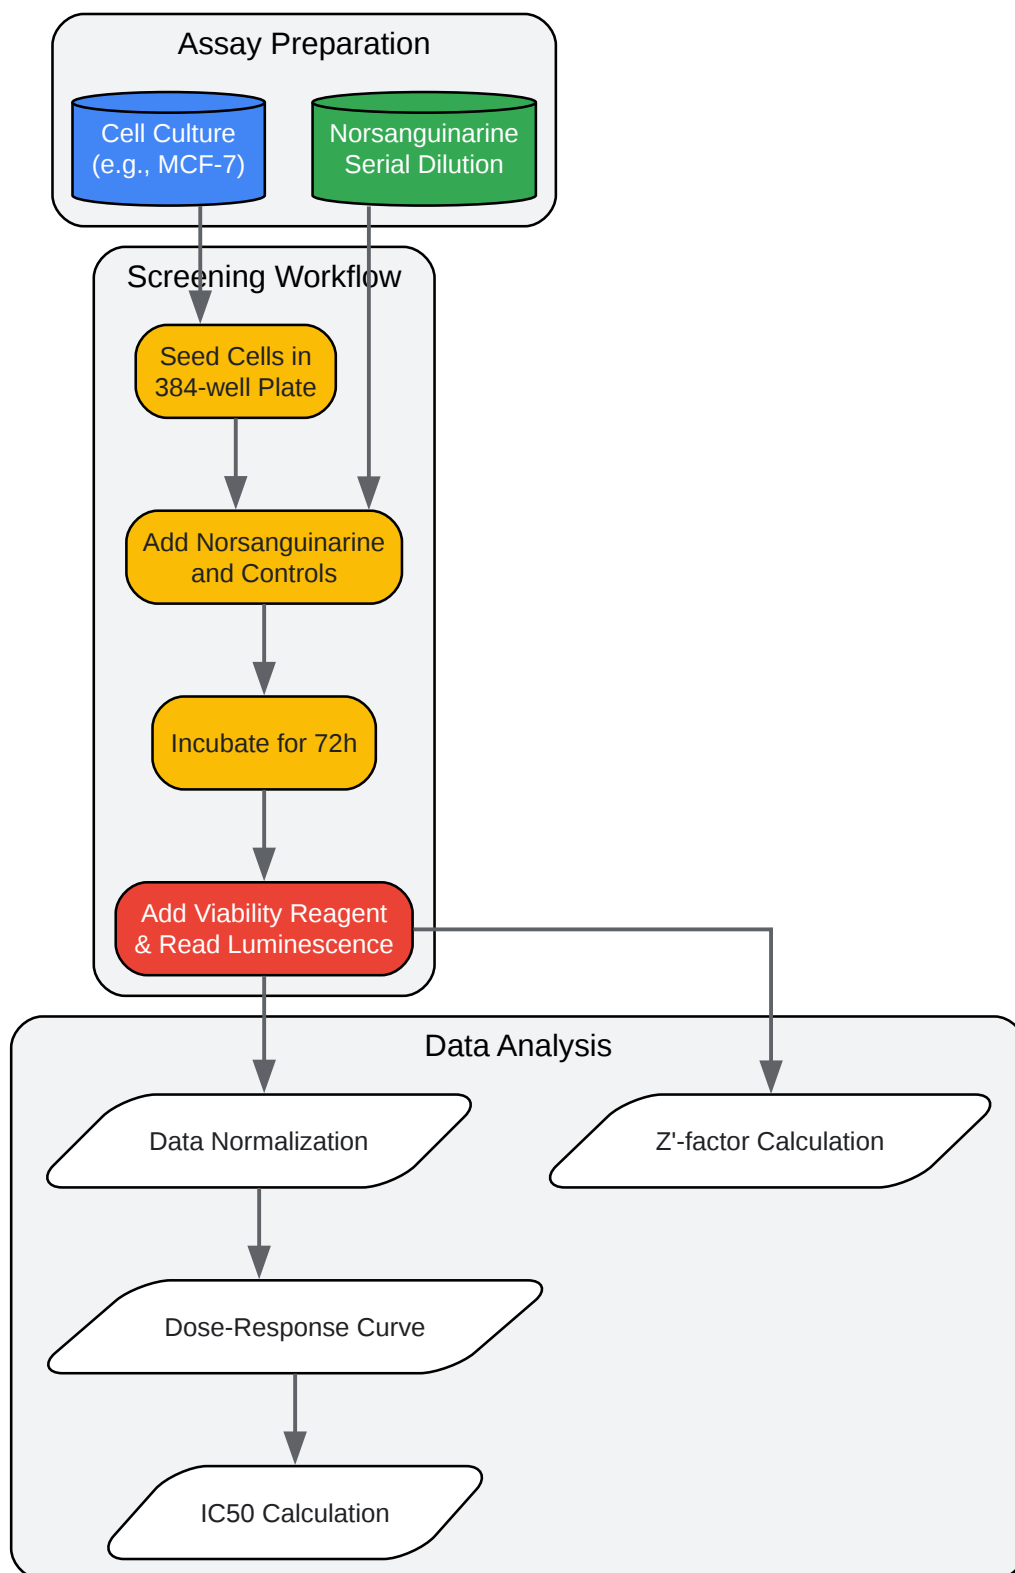 Assay Preparation
Cell Culture
(e.g., MCF-7)
Norsanguinarine
Serial Dilution
Screening Workflow
Seed Cells in
384-well Plate
Add Norsanguinarine
and Controls
Incubate for 72h
Add Viability Reagent
& Read Luminescence
Data Analysis
Data Normalization
Z'-factor Calculation
Dose-Response Curve
IC50 Calculation